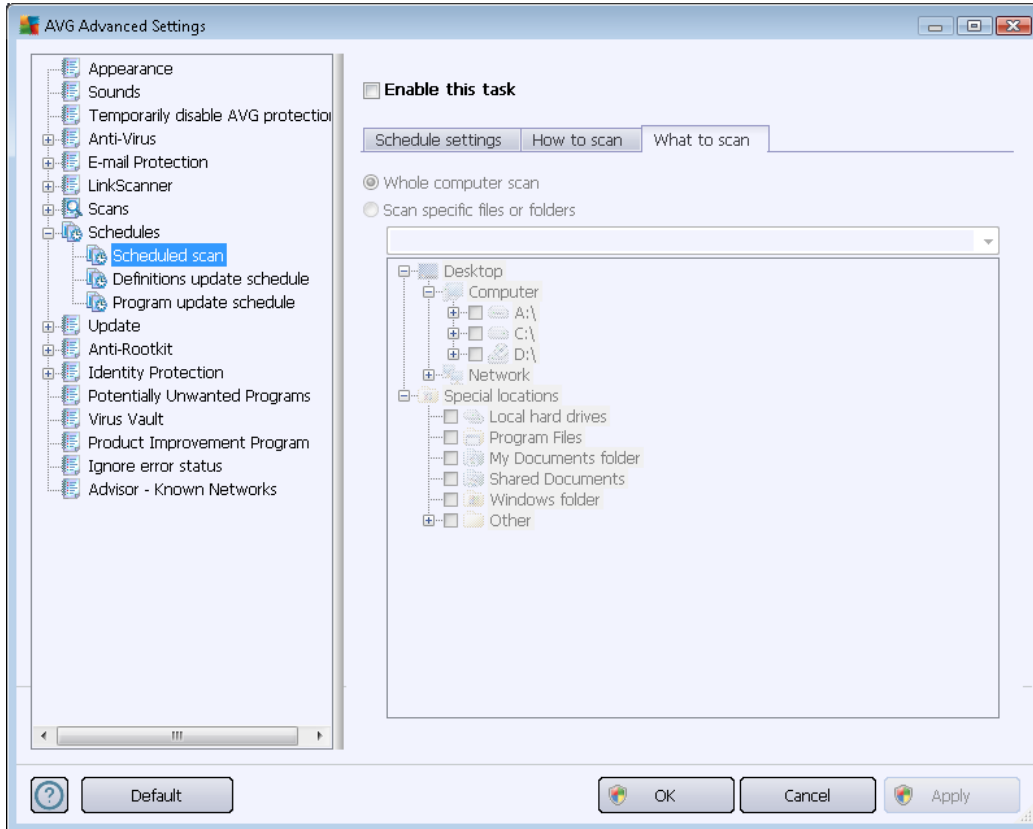 AVG Advanced Settings
Appearance
Sounds
Temporarily disable AVG protectio
Anti-Virus
E-mail Protection
LinkScanner
Scans
Schedules
Scheduled scan
Definitions update schedule
Program update schedule
Update
Anti-Rootkit
Identity Protection
Potentially Unwanted Programs
Virus Vault
Product Improvement Program
Ignore error status
Advisor - Known Networks
Enable this task
Schedule settings
How to scan
What to scan
Whole computer scan
Scan specific files or folders
Desktop
Computer
A:\
C:\
D:\
Network
Special locations
Local hard drives
Program Files
My Documents folder
Shared Documents
Windows folder
Other
Default
OK
Cancel
Apply